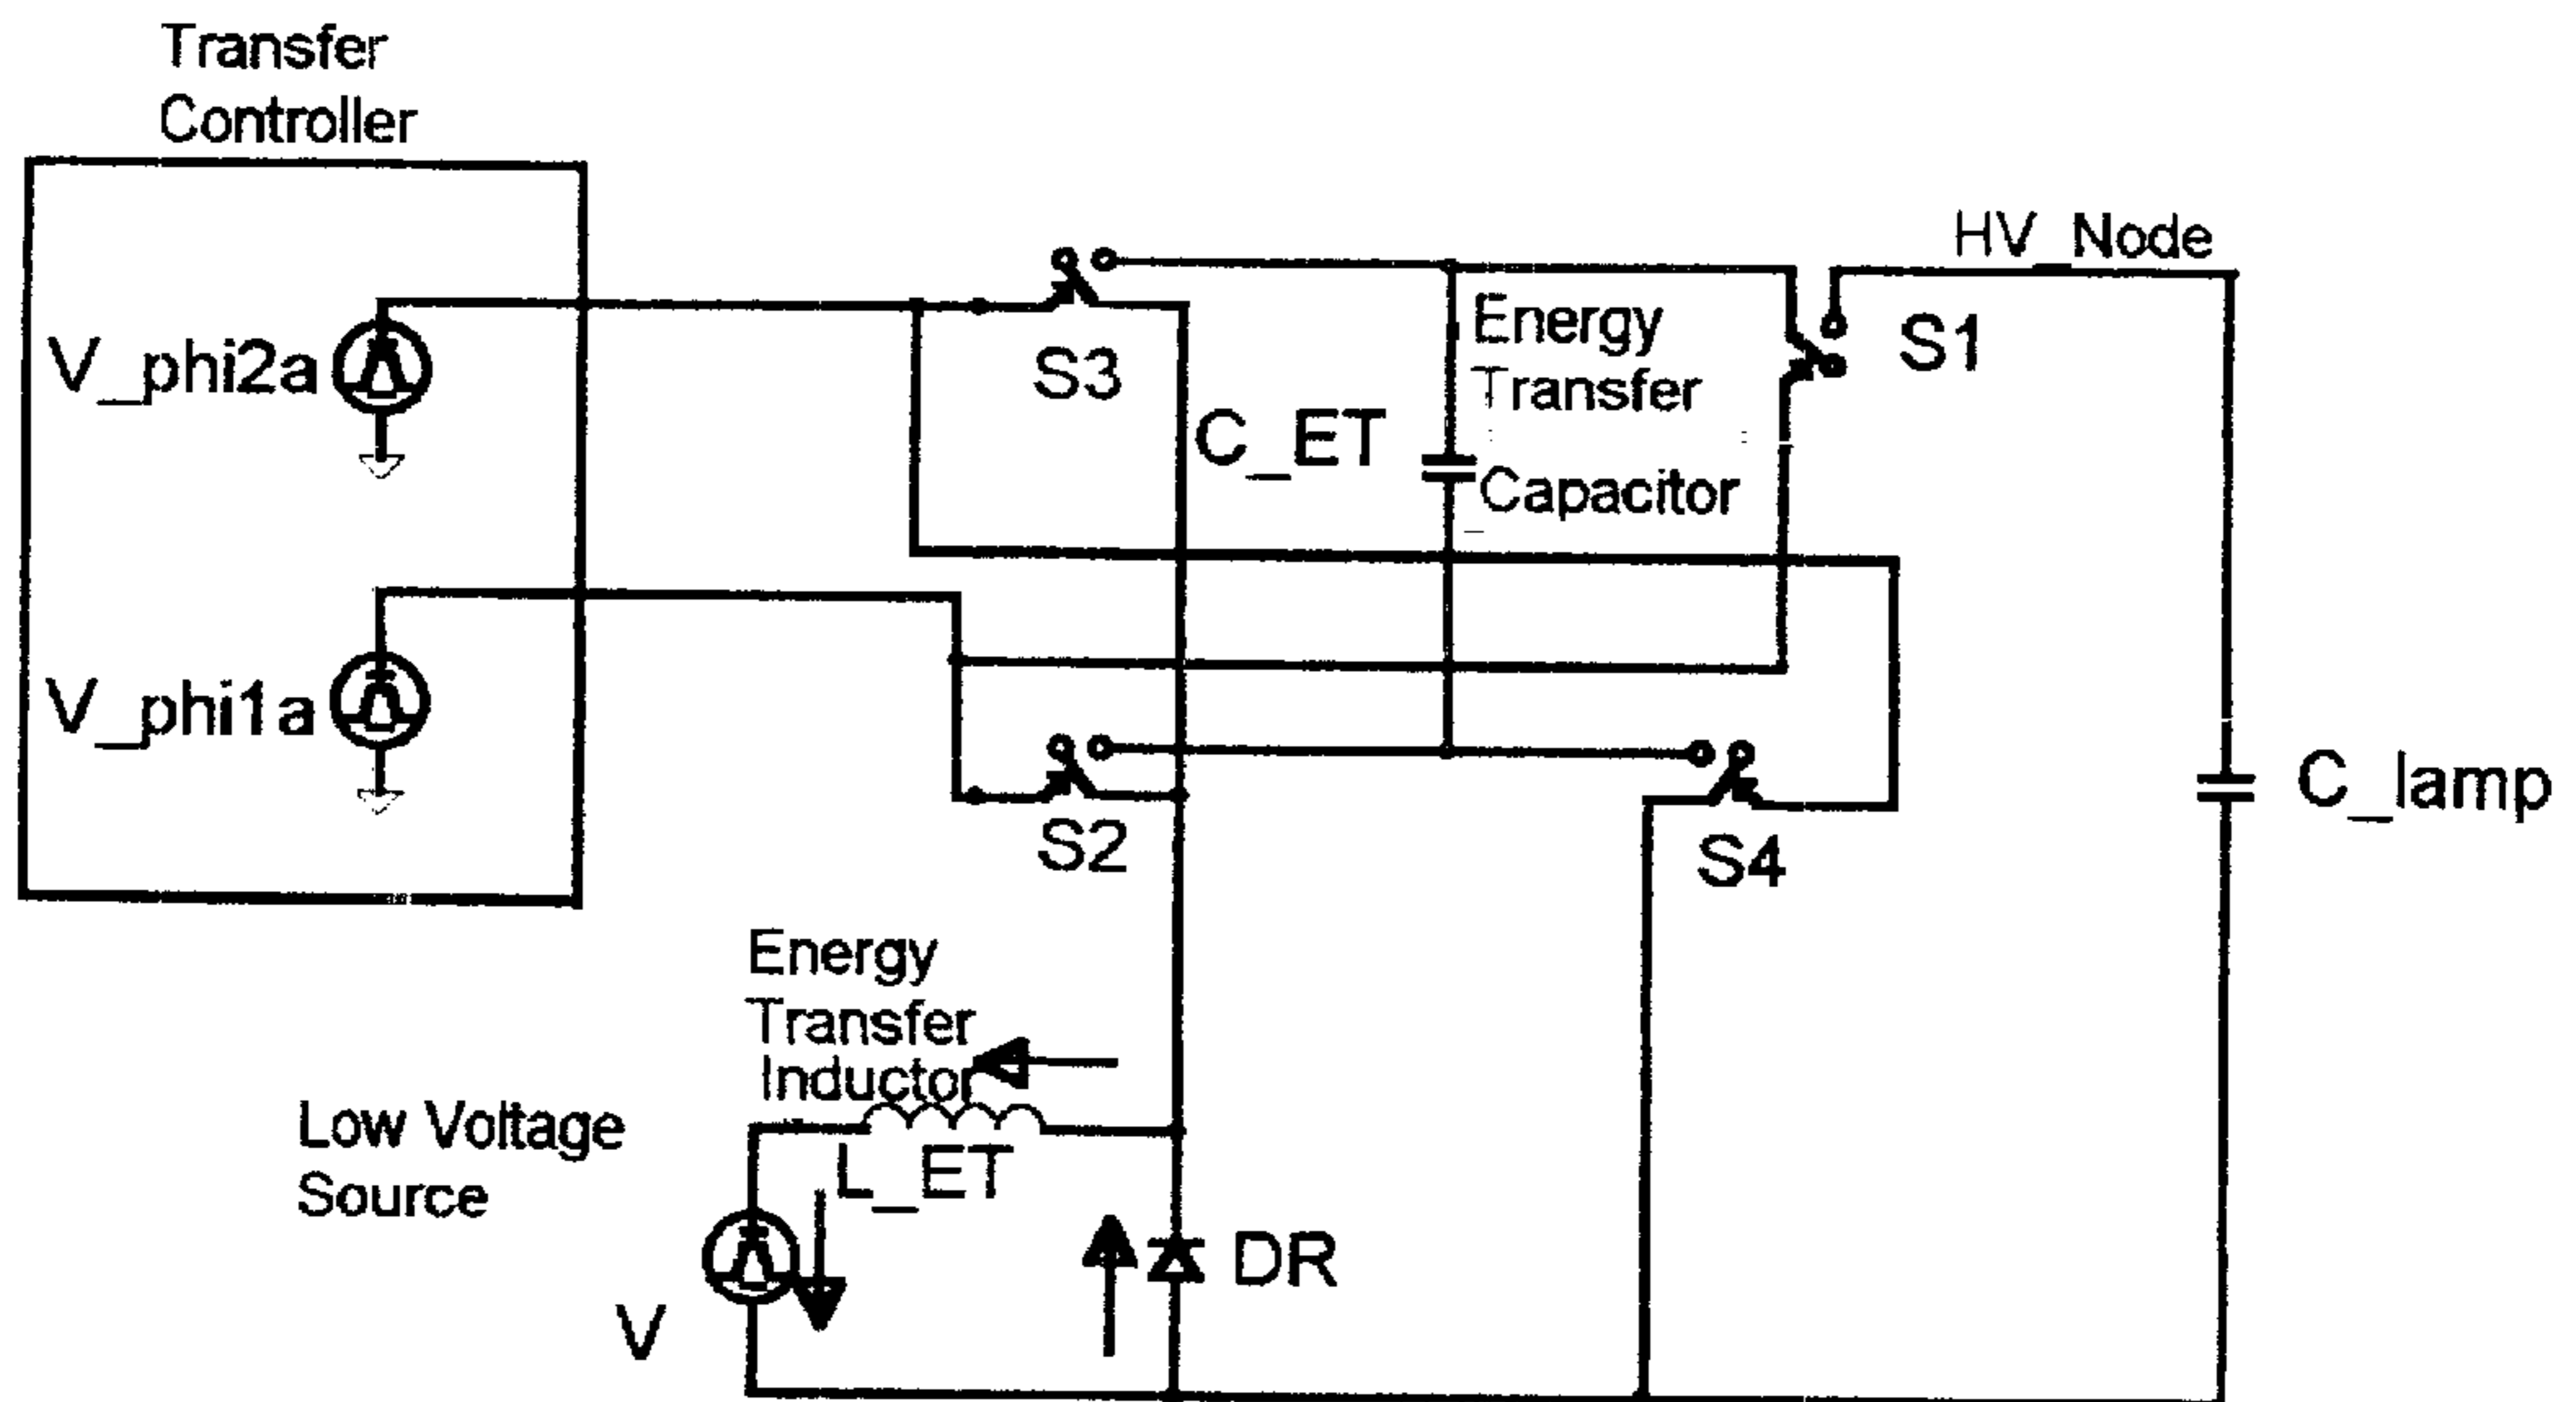 Transfer
Controller
V_phi2a
V_phi1a
S3
C_ET
Energy
Transfer
Capacitor
HV_Node
S1
S2
S4
C_lamp
Energy
Transfer
Inductor
L_ET
Low Voltage
Source
V
DR